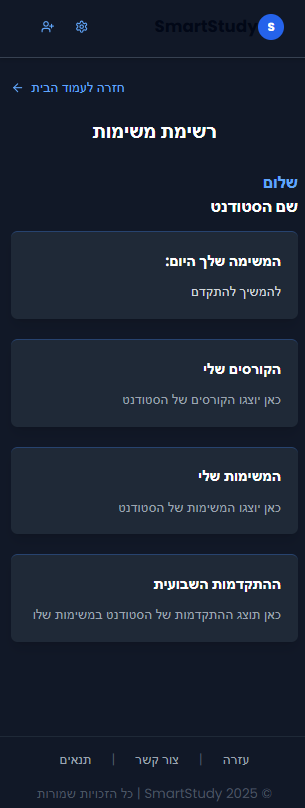 SmartStudy S
חזרה לעמוד הבית ←
רשימת משימות
שלום
שם הסטודנט
המשימה שלך היום:
להמשיך להתקדם
הקורסים שלי
כאן יוצגו הקורסים של הסטודנט
המשימות שלי
כאן יוצגו המשימות של הסטודנט
ההתקדמות השבועית
כאן תוצג ההתקדמות של הסטודנט במשימות שלו
עזרה | צור קשר | תנאים
© 2025 SmartStudy | כל הזכויות שמורות